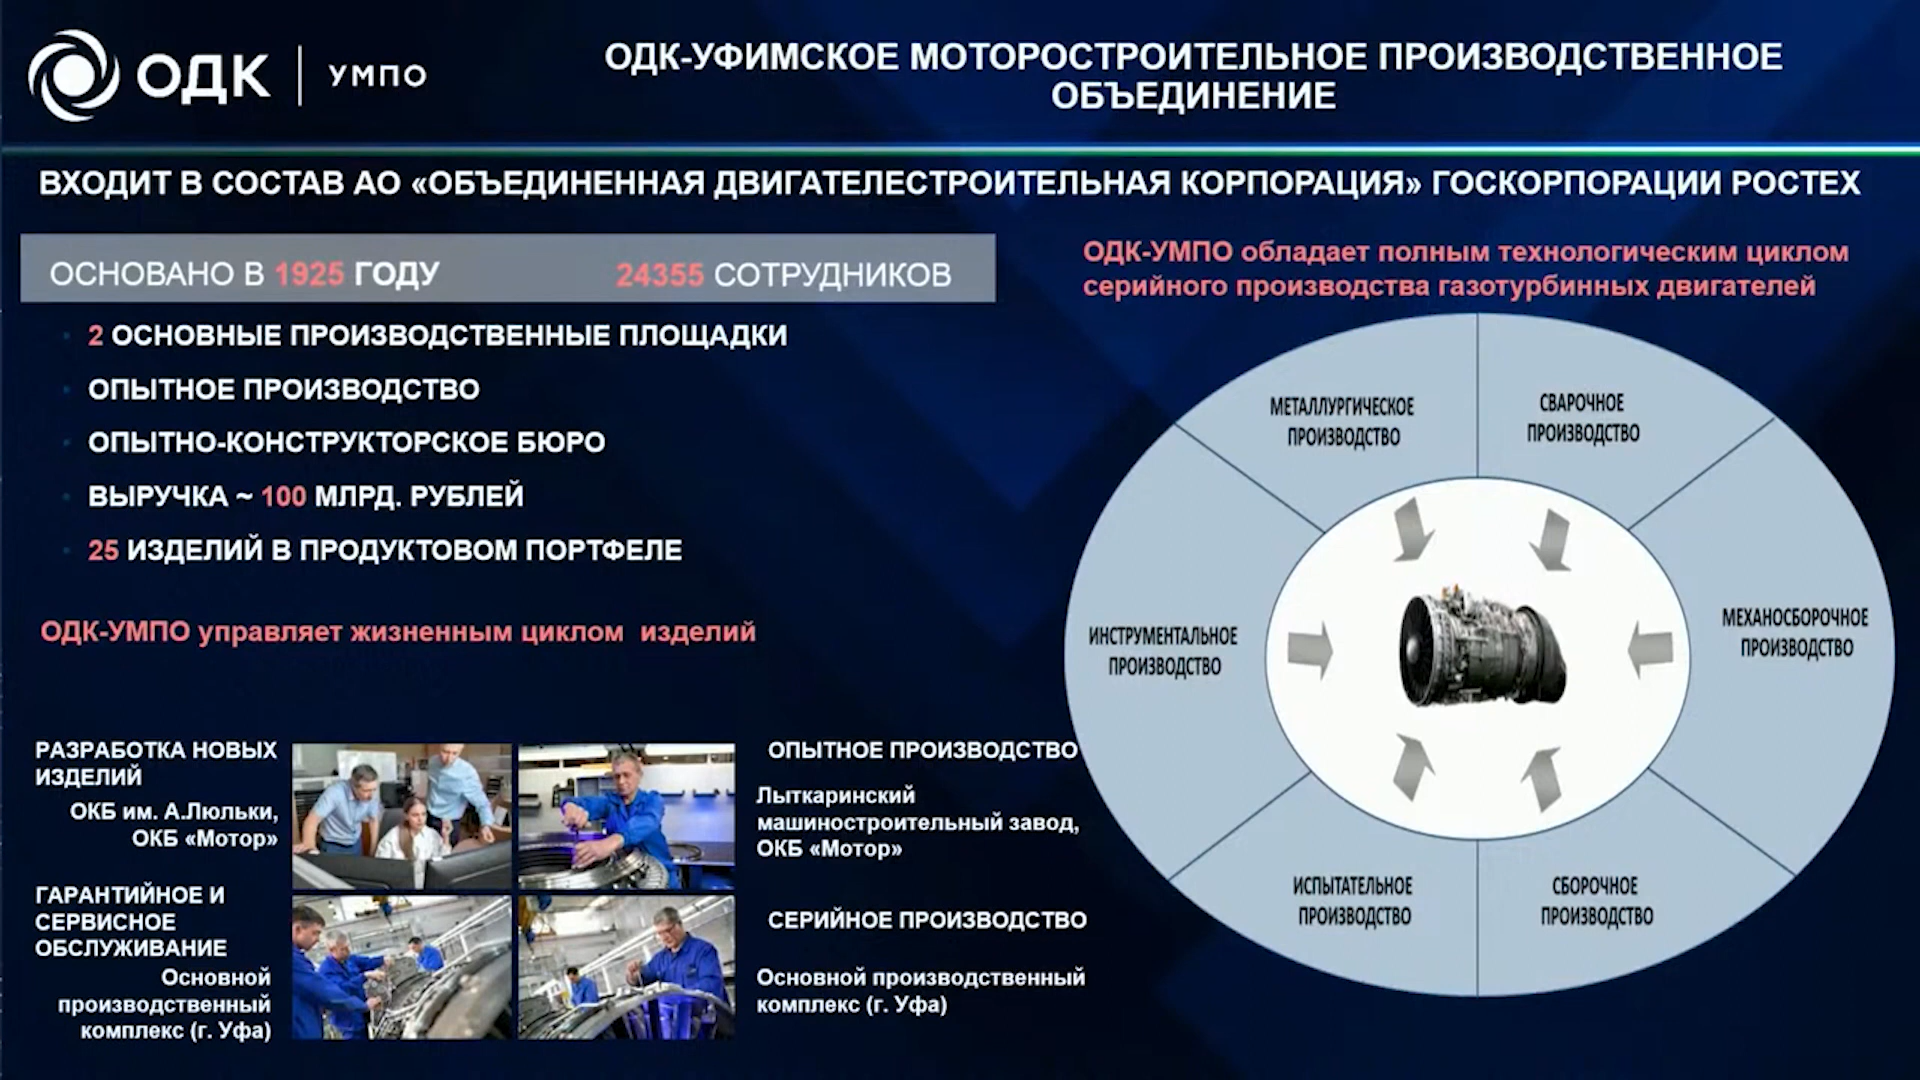 ОДК | УМПО
ОДК-УФИМСКОЕ МОТОРОСТРОИТЕЛЬНОЕ ПРОИЗВОДСТВЕННОЕ
ОБЪЕДИНЕНИЕ
ВХОДИТ В СОСТАВ АО «ОБЪЕДИНЕННАЯ ДВИГАТЕЛЕСТРОИТЕЛЬНАЯ КОРПОРАЦИЯ» ГОСКОРПОРАЦИИ РОСТЕХ
ОСНОВАНО В 1925 ГОДУ
24355 СОТРУДНИКОВ
2 ОСНОВНЫЕ ПРОИЗВОДСТВЕННЫЕ ПЛОЩАДКИ
ОПЫТНОЕ ПРОИЗВОДСТВО
ОПЫТНО-КОНСТРУКТОРСКОЕ БЮРО
ВЫРУЧКА ~ 100 МЛРД. РУБЛЕЙ
25 ИЗДЕЛИЙ В ПРОДУКТОВОМ ПОРТФЕЛЕ
ОДК-УМПО управляет жизненным циклом изделий
РАЗРАБОТКА НОВЫХ
ИЗДЕЛИЙ
ОКБ им. А.Люльки,
ОКБ «Мотор»
ГАРАНТИЙНОЕ И
СЕРВИСНОЕ
ОБСЛУЖИВАНИЕ
Основной
производственный
комплекс (г. Уфа)
ОПЫТНОЕ ПРОИЗВОДСТВО
Лыткаринский
машиностроительный завод,
ОКБ «Мотор»
СЕРИЙНОЕ ПРОИЗВОДСТВО
Основной производственный
комплекс (г. Уфа)
ОДК-УМПО обладает полным технологическим циклом
серийного производства газотурбинных двигателей
МЕТАЛЛУРГИЧЕСКОЕ
ПРОИЗВОДСТВО
СВАРОЧНОЕ
ПРОИЗВОДСТВО
ИНСТРУМЕНТАЛЬНОЕ
ПРОИЗВОДСТВО
МЕХАНОСБОРОЧНОЕ
ПРОИЗВОДСТВО
ИСПЫТАТЕЛЬНОЕ
ПРОИЗВОДСТВО
СБОРОЧНОЕ
ПРОИЗВОДСТВО